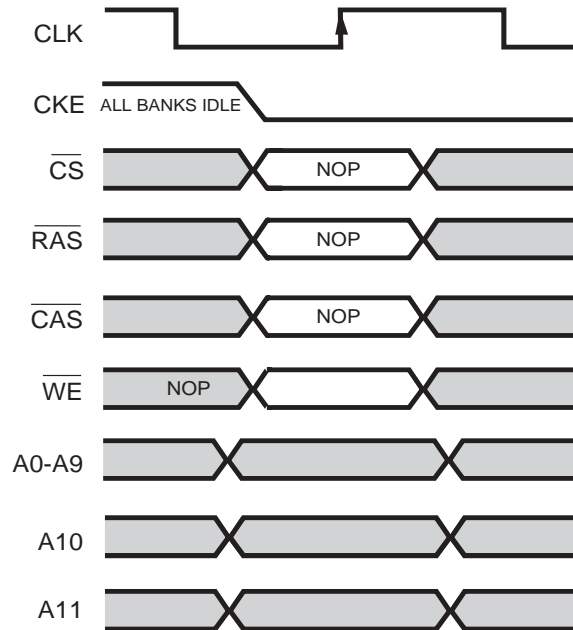 CLK
CKE ALL BANKS IDLE
CS NOP
RAS NOP
CAS NOP
WE NOP
A0-A9
A10
A11